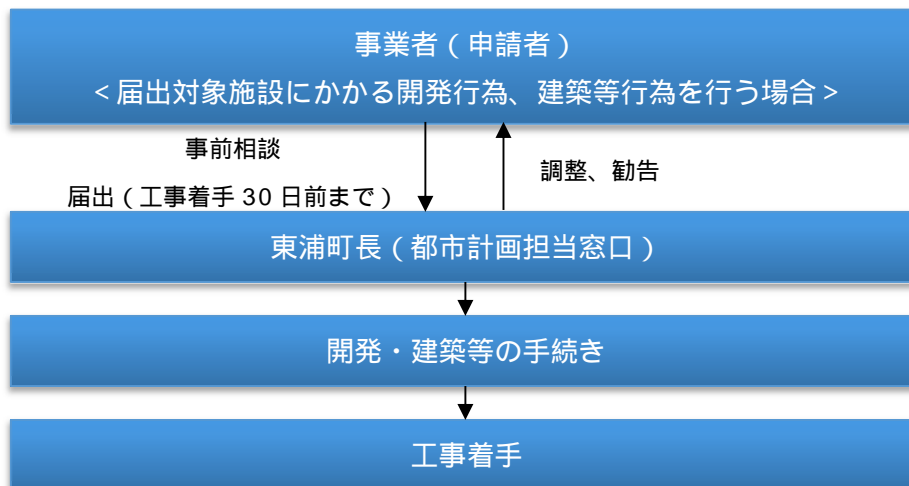 事業者（申請者）
＜届出対象施設にかかる開発行為、建築等行為を行う場合＞
事前相談
届出（工事着手 30 日前まで）
調整、勧告
東浦町長（都市計画担当窓口）
開発・建築等の手続き
工事着手